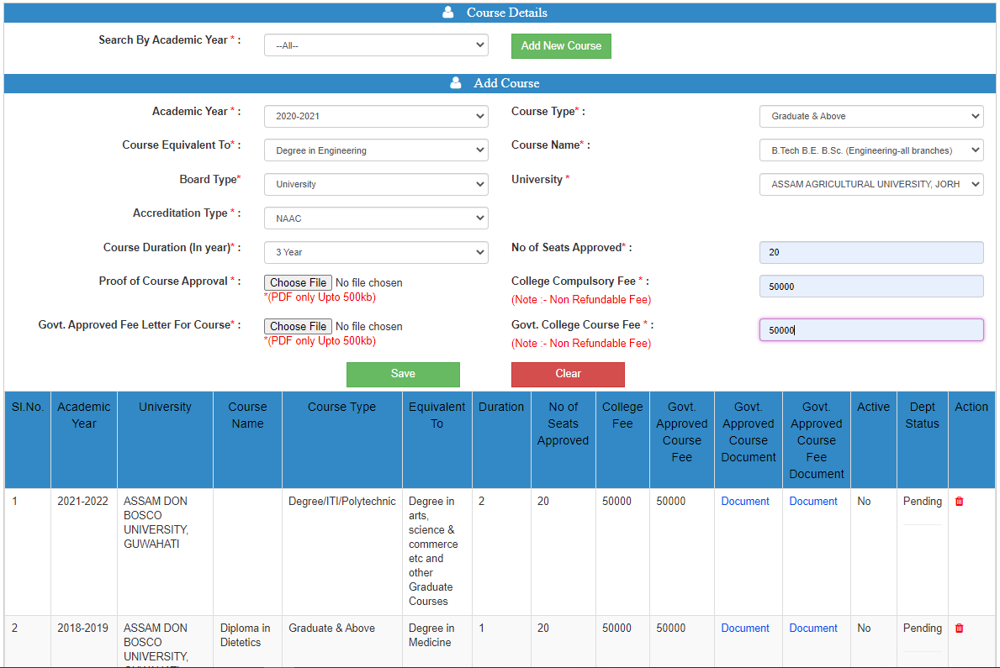 Course Details
Search By Academic Year * :
--All--
Add New Course
Add Course
Academic Year * :
2020-2021
Course Type* :
Graduate & Above
Course Equivalent To* :
Degree in Engineering
Course Name* :
B.Tech B.E. B.Sc. (Engineering-all branches)
Board Type*
University
University *
ASSAM AGRICULTURAL UNIVERSITY, JORH
Accreditation Type * :
NAAC
Course Duration (In year)* :
3 Year
No of Seats Approved* :
20
Proof of Course Approval * :
Choose File No file chosen
*(PDF only Upto 500kb)
College Compulsory Fee * :
(Note :- Non Refundable Fee)
50000
Govt. Approved Fee Letter For Course* :
Choose File No file chosen
*(PDF only Upto 500kb)
Govt. College Course Fee * :
(Note :- Non Refundable Fee)
50000
Save
Clear
Sl.No.
Academic
Year
University
Course
Name
Course Type
Equivalent
To
Duration
No of
Seats
Approved
College
Fee
Govt.
Approved
Course
Fee
Govt.
Approved
Course
Document
Govt.
Approved
Course
Fee
Document
Active
Dept
Status
Action
1
2021-2022
ASSAM DON
BOSCO
UNIVERSITY,
GUWAHATI
Degree/ITI/Polytechnic
Degree in
arts,
science &
commerce
etc and
other
Graduate
Courses
2
20
50000
50000
Document
Document
No
Pending
2
2018-2019
ASSAM DON
BOSCO
UNIVERSITY,
Diploma in
Dietetics
Graduate & Above
Degree in
Medicine
1
20
50000
50000
Document
Document
No
Pending